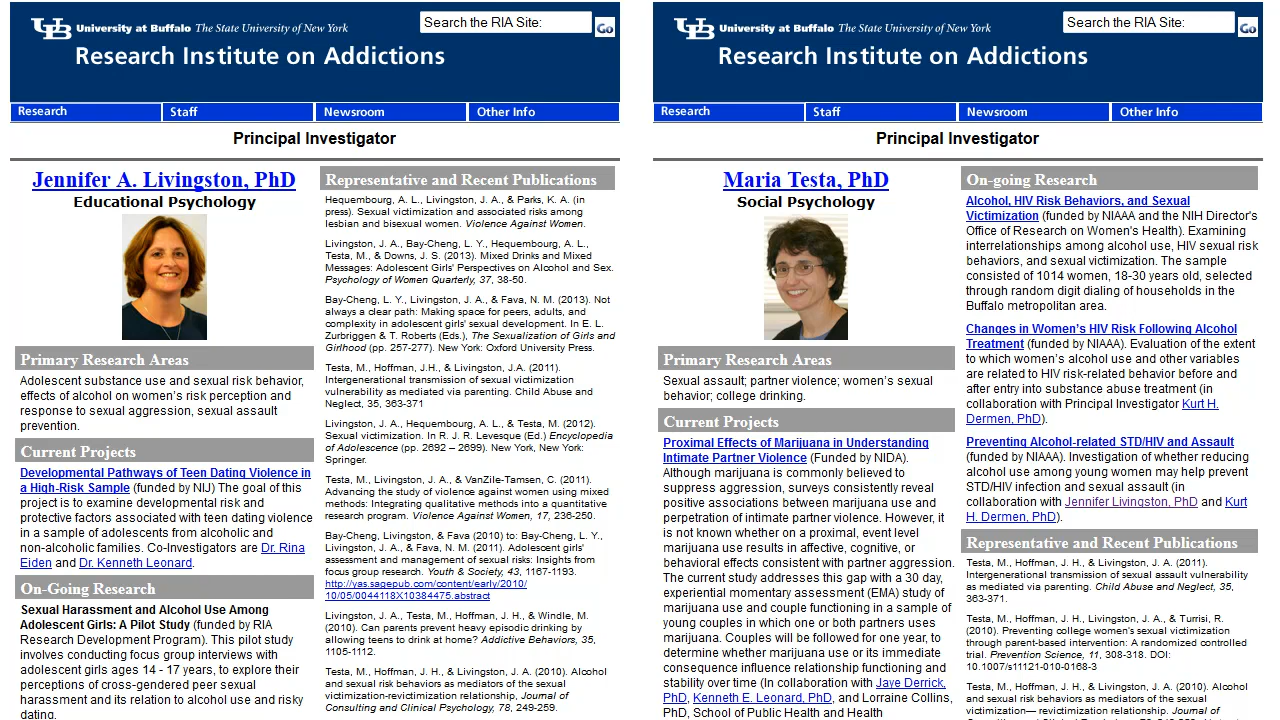 University at Buffalo The State University of New York
Search the RIA Site:
Go
Research Institute on Addictions
Research
Staff
Newsroom
Other Info
Principal Investigator
Jennifer A. Livingston, PhD
Educational Psychology
Primary Research Areas
Adolescent substance use and sexual risk behavior,
effects of alcohol on women's risk perception and
response to sexual aggression, sexual assault
prevention.
Current Projects
Developmental Pathways of Teen Dating Violence in
a High-Risk Sample (funded by NIJ) The goal of this
project is to examine developmental risk and
protective factors associated with teen dating violence
in a sample of adolescents from alcoholic and
non-alcoholic families. Co-Investigators are Dr. Rina
Eiden and Dr. Kenneth Leonard.
On-Going Research
Sexual Harassment and Alcohol Use Among
Adolescent Girls: A Pilot Study (funded by RIA
Research Development Program). This pilot study
involves conducting focus group interviews with
adolescent girls ages 14 - 17 years, to explore their
perceptions of cross-gendered peer sexual
harassment and its relation to alcohol use and risky
dating.
Representative and Recent Publications
Hequembourg, A. L., Livingston, J. A., & Parks, K. A. (in
press). Sexual victimization and associated risks among
lesbian and bisexual women. Violence Against Women.
Livingston, J. A., Bay-Cheng, L. Y., Hequembourg, A. L.,
Testa, M., & Downs, J. S. (2013). Mixed Drinks and Mixed
Messages: Adolescent Girls' Perspectives on Alcohol and Sex.
Psychology of Women Quarterly, 37, 38-50.
Bay-Cheng, L. Y., Livingston, J. A., & Fava, N. M. (2013). Not
always a clear path: Making space for peers, adults, and
complexity in adolescent girls' sexual development. In E. L.
Zurbriggen & T. Roberts (Eds.), The Sexualization of Girls and
Girlhood (pp. 257-277). New York: Oxford University Press.
Testa, M., Hoffman, J.H., & Livingston, J.A. (2011).
Intergenerational transmission of sexual victimization
vulnerability as mediated via parenting. Child Abuse and
Neglect, 35, 363-371
Livingston, J. A., Hequembourg, A. L., & Testa, M. (2012).
Sexual victimization. In R. J. R. Levesque (Ed.) Encyclopedia
of Adolescence (pp. 2692 – 2699). New York, New York:
Springer.
Testa, M., Livingston, J. A., & VanZile-Tamsen, C. (2011).
Advancing the study of violence against women using mixed
methods: Integrating qualitative methods into a quantitative
research program. Violence Against Women, 17, 236-250.
Bay-Cheng, Livingston, & Fava (2010) to: Bay-Cheng, L. Y.,
Livingston, J. A., & Fava, N. M. (2011). Adolescent girls'
assessment and management of sexual risks: Insights from
focus group research. Youth & Society, 43, 1167-1193.
http://yas.sagepub.com/content/early/2010/
10/05/0044118X10384475.abstract
Livingston, J. A., Testa, M., Hoffman, J. H., & Windle, M.
(2010). Can parents prevent heavy episodic drinking by
allowing teens to drink at home? Addictive Behaviors, 35,
1105-1112.
Testa, M., Hoffman, J. H., & Livingston, J. A. (2010). Alcohol
and sexual risk behaviors as mediators of the sexual
victimization-revictimization relationship, Journal of
Consulting and Clinical Psychology, 78, 249-259.
University at Buffalo The State University of New York
Search the RIA Site:
Go
Research Institute on Addictions
Research
Staff
Newsroom
Other Info
Principal Investigator
Maria Testa, PhD
Social Psychology
Primary Research Areas
Sexual assault; partner violence; women's sexual
behavior; college drinking.
Current Projects
Proximal Effects of Marijuana in Understanding
Intimate Partner Violence (Funded by NIDA).
Although marijuana is commonly believed to
suppress aggression, surveys consistently reveal
positive associations between marijuana use and
perpetration of intimate partner violence. However, it
is not known whether on a proximal, event level
marijuana use results in affective, cognitive, or
behavioral effects consistent with partner aggression.
The current study addresses this gap with a 30 day,
experiential momentary assessment (EMA) study of
marijuana use and couple functioning in a sample of
young couples in which one or both partners uses
marijuana. Couples will be followed for one year, to
determine whether marijuana use or its immediate
consequence influence relationship functioning and
stability over time (In collaboration with Jaye Derrick,
PhD, Kenneth E. Leonard, PhD, and Lorraine Collins,
PhD, School of Public Health and Health
On-going Research
Alcohol, HIV Risk Behaviors, and Sexual
Victimization (funded by NIAAA and the NIH Director's
Office of Research on Women's Health). Examining
interrelationships among alcohol use, HIV sexual risk
behaviors, and sexual victimization. The sample
consisted of 1014 women, 18-30 years old, selected
through random digit dialing of households in the
Buffalo metropolitan area.
Changes in Women's HIV Risk Following Alcohol
Treatment (funded by NIAAA). Evaluation of the extent
to which women's alcohol use and other variables
are related to HIV risk-related behavior before and
after entry into substance abuse treatment (in
collaboration with Principal Investigator Kurt H.
Dermen, PhD).
Preventing Alcohol-related STD/HIV and Assault
(funded by NIAAA). Investigation of whether reducing
alcohol use among young women may help prevent
STD/HIV infection and sexual assault (in
collaboration with Jennifer Livingston, PhD and Kurt
H. Dermen, PhD).
Representative and Recent Publications
Testa, M., Hoffman, J. H., & Livingston, J. A. (2011).
Intergenerational transmission of sexual assault vulnerability
as mediated via parenting. Child Abuse and Neglect, 35,
363-371.
Testa, M., Hoffman, J. H., Livingston, J. A., & Turrisi, R.
(2010). Preventing college women's sexual victimization
through parent-based intervention: A randomized controlled
trial. Prevention Science, 11, 308-318. DOI:
10.1007/s11121-010-0168-3
Testa, M., Hoffman, J. H., & Livingston, J. A. (2010). Alcohol
and sexual risk behaviors as mediators of the sexual
victimization— revictimization relationship. Journal of